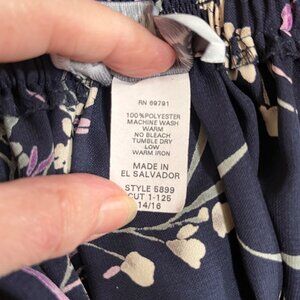 RN 69791
100% POLYESTER
MACHINE WASH
WARM
NO BLEACH
TUMBLE DRY
LOW
WARM IRON
MADE IN
EL SALVADOR
STYLE 5899
CUT 1-125
14/16